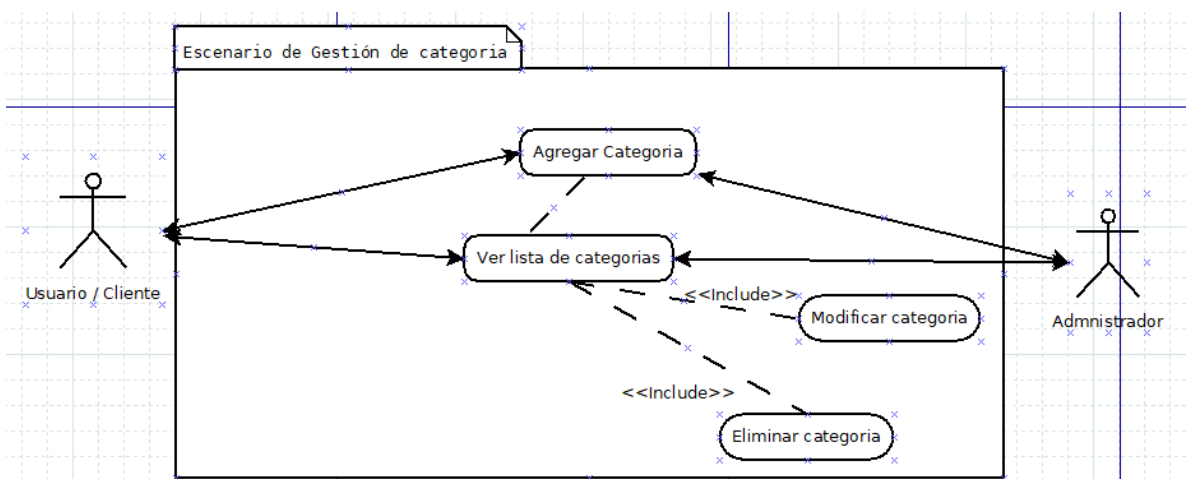 Escenario de Gestión de categoria
Agregar Categoria
Ver lista de categorias
Usuario / Cliente
<<Include>>
Modificar categoria
Admnistrador
<<Include>>
Eliminar categoria